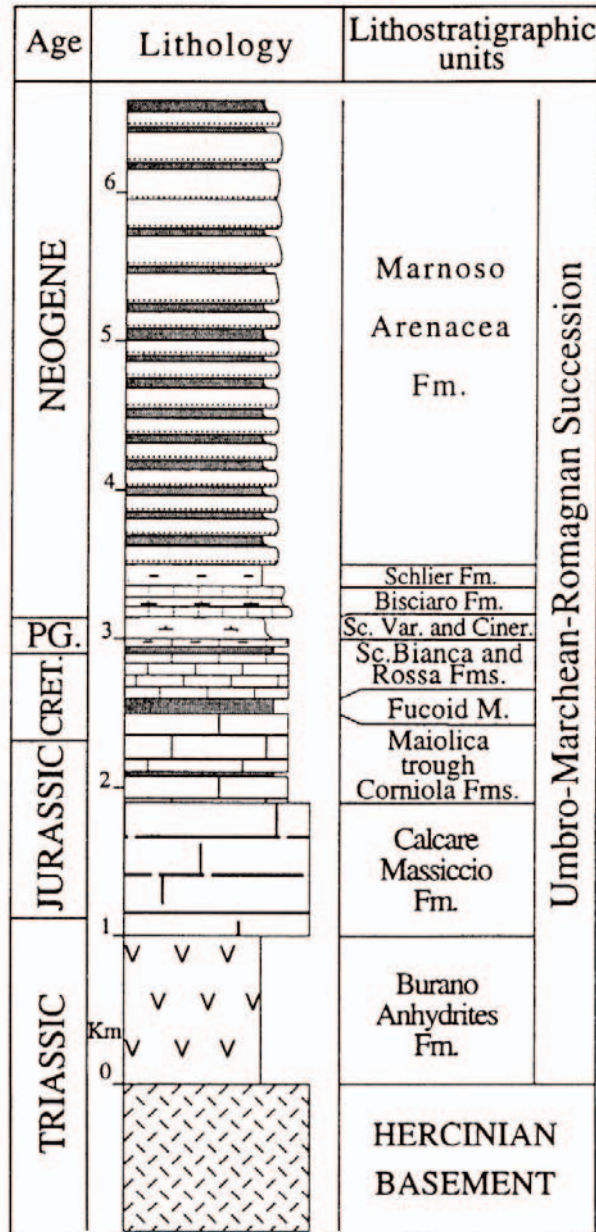 Age
Lithology
Lithostratigraphic
units
NEOGENE
PG.
CRET.
JURASSIC
TRIASSIC
6
5
4
3
2
1
Km
0
Marnoso
Arenacea
Fm.
Schlier Fm.
Bisciaro Fm.
Sc. Var. and Ciner.
Sc.Bianca and
Rossa Fms.
Fucoid M.
Maiolica
trough
Corniola Fms.
Calcare
Massiccio
Fm.
Burano
Anhydrites
Fm.
HERCINIAN
BASEMENT
Umbro-Marchean-Romagnan Succession